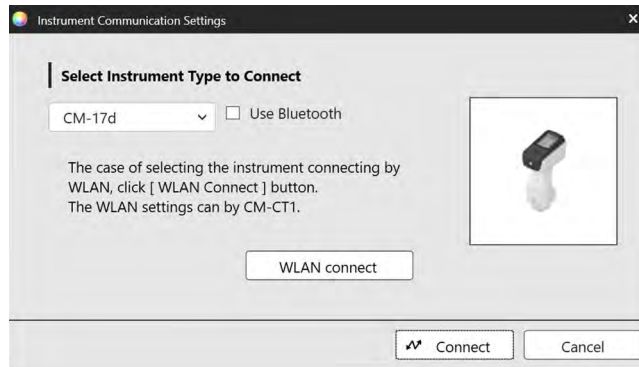 Instrument Communication Settings
Select Instrument Type to Connect
CM-17d
Use Bluetooth
The case of selecting the instrument connecting by
WLAN, click [ WLAN Connect ] button.
The WLAN settings can by CM-CT1.
WLAN connect
Connect
Cancel